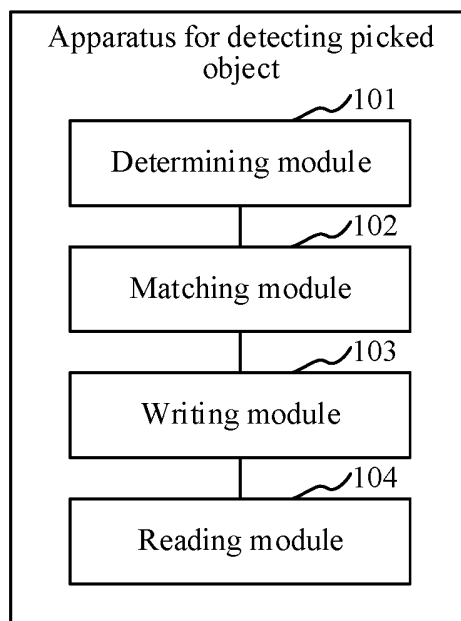 Apparatus for detecting picked
object
101
Determining module
102
Matching module
103
Writing module
104
Reading module